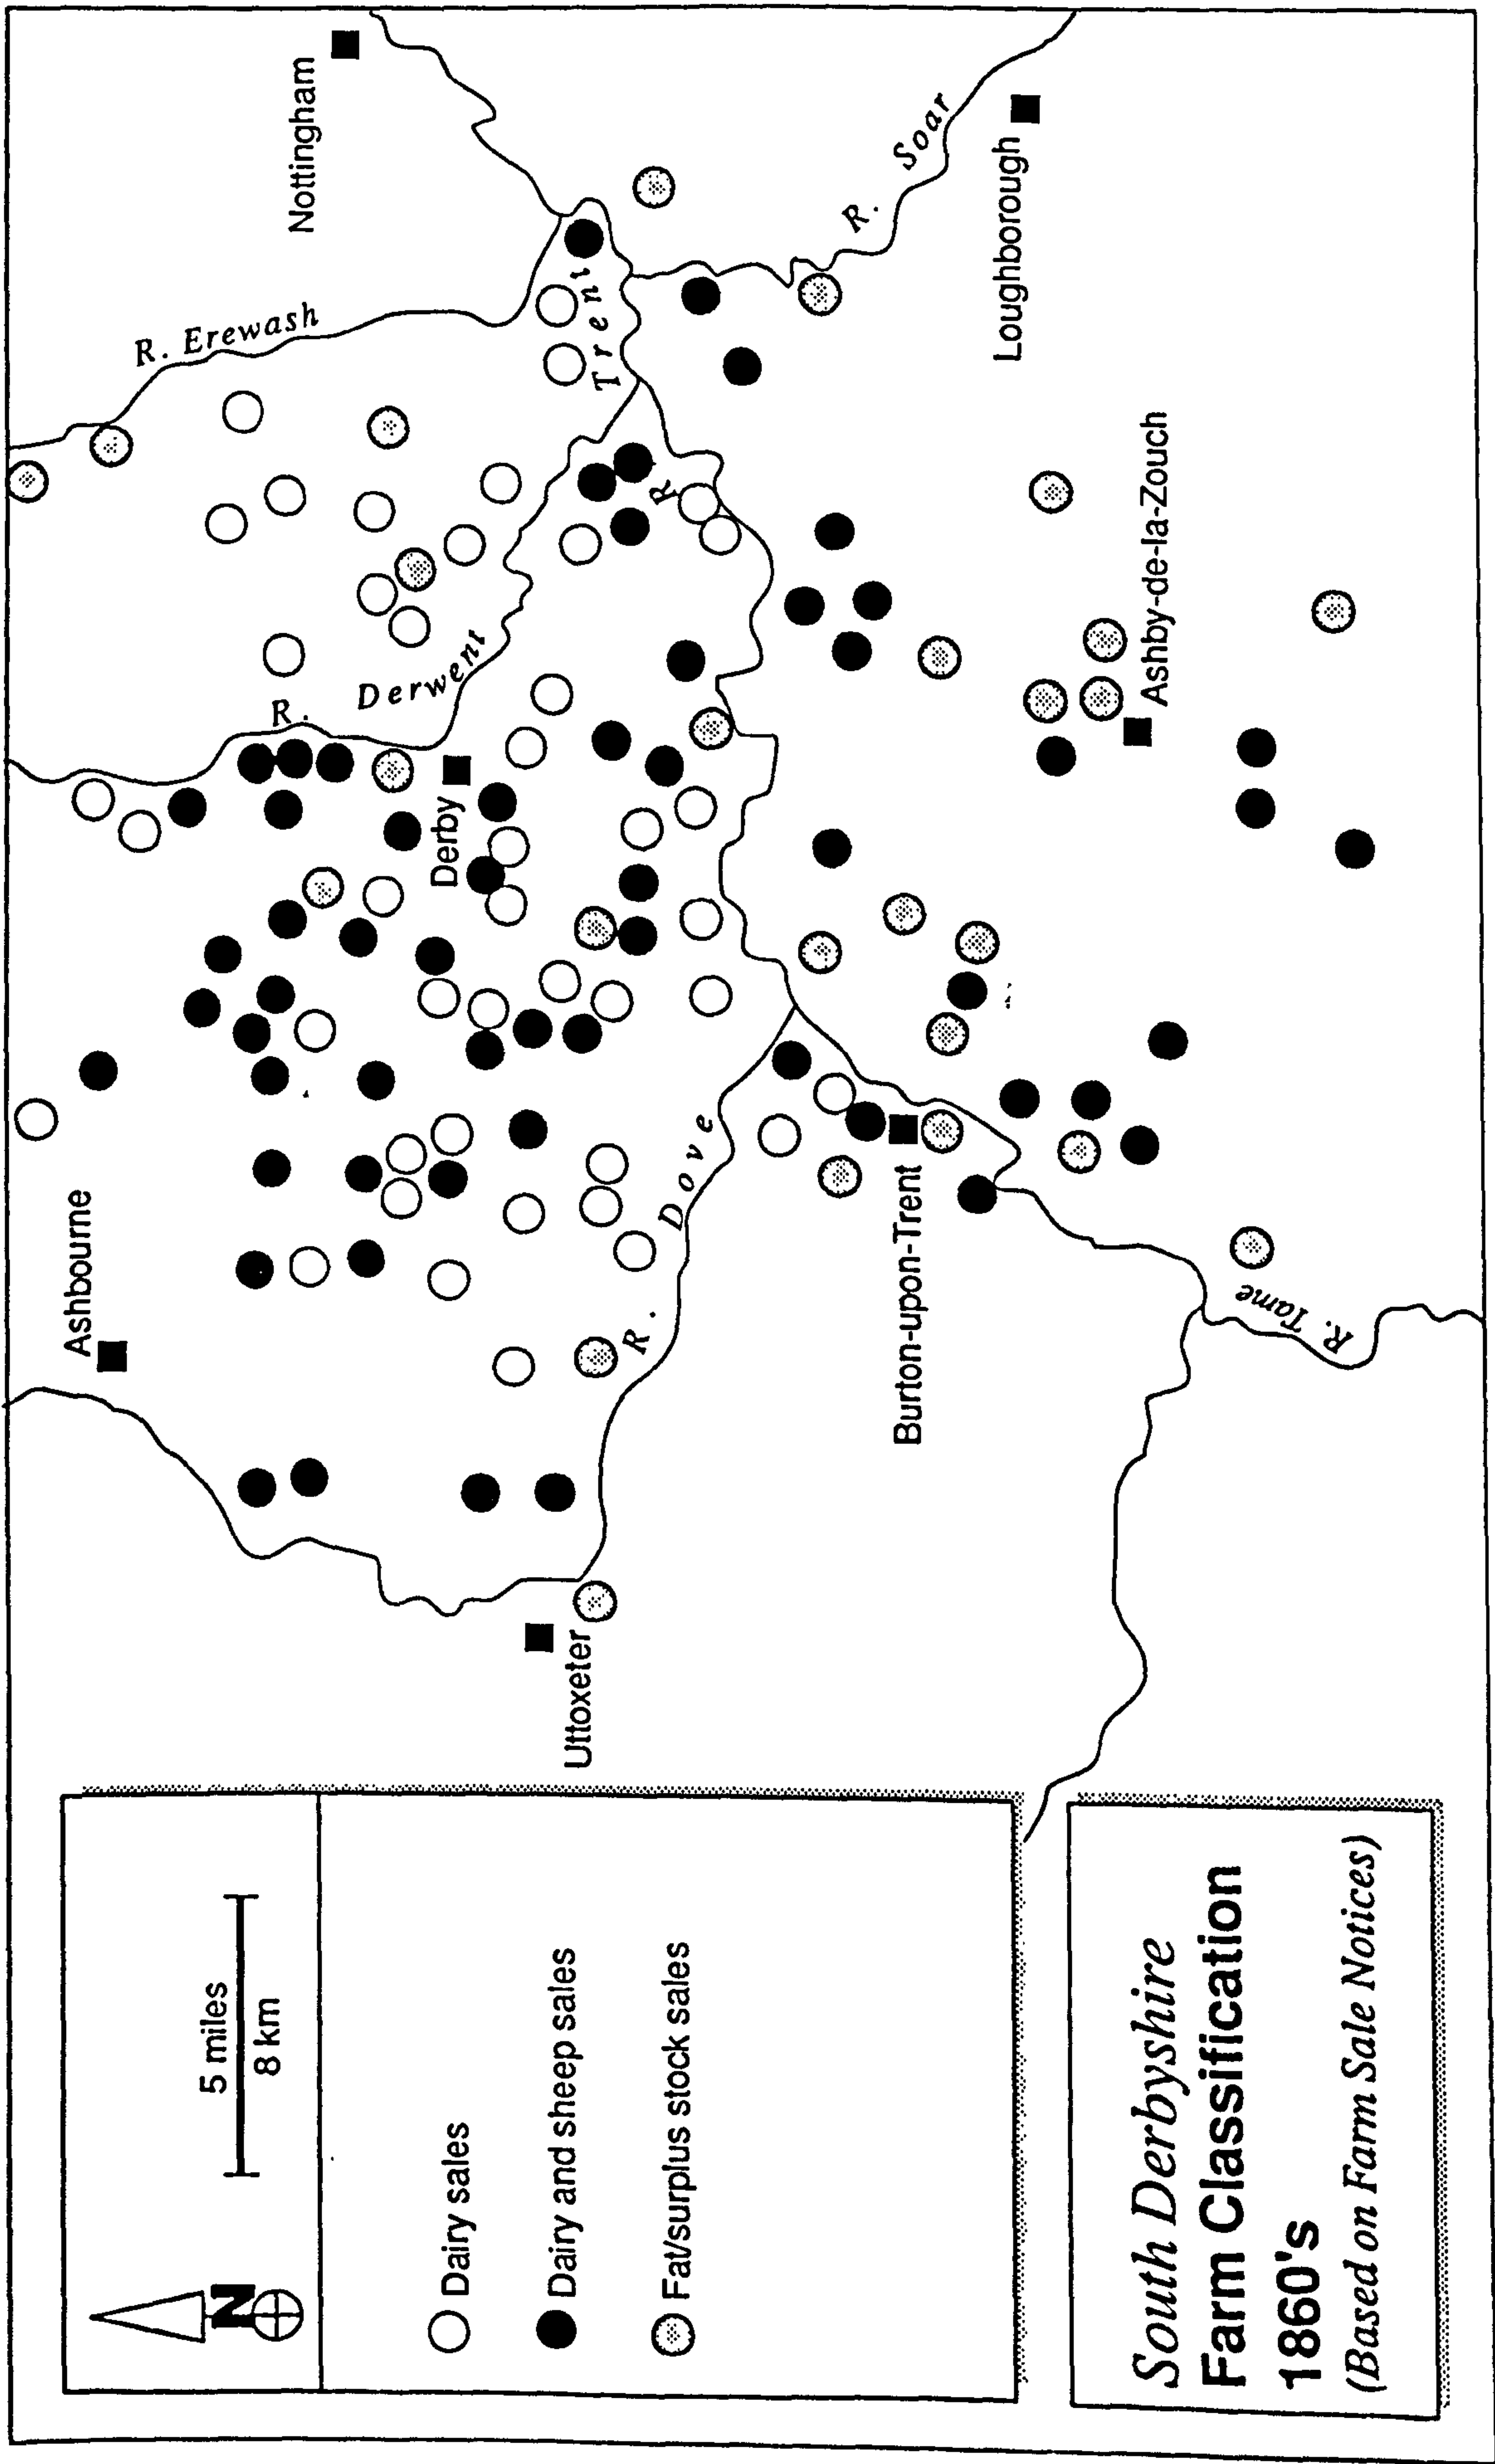 N
5 miles
8 km
Dairy sales
Dairy and sheep sales
Fat/surplus stock sales
South Derbyshire
Farm Classification
1860's
(Based on Farm Sale Notices)
Ashbourne
Uttoxeter
Burton-upon-Trent
Derby
Nottingham
Loughborough
Ashby-de-la-Zouch
R. Erewash
R. Derwent
R. Trent
R. Soar
R. Dove
R. Tame